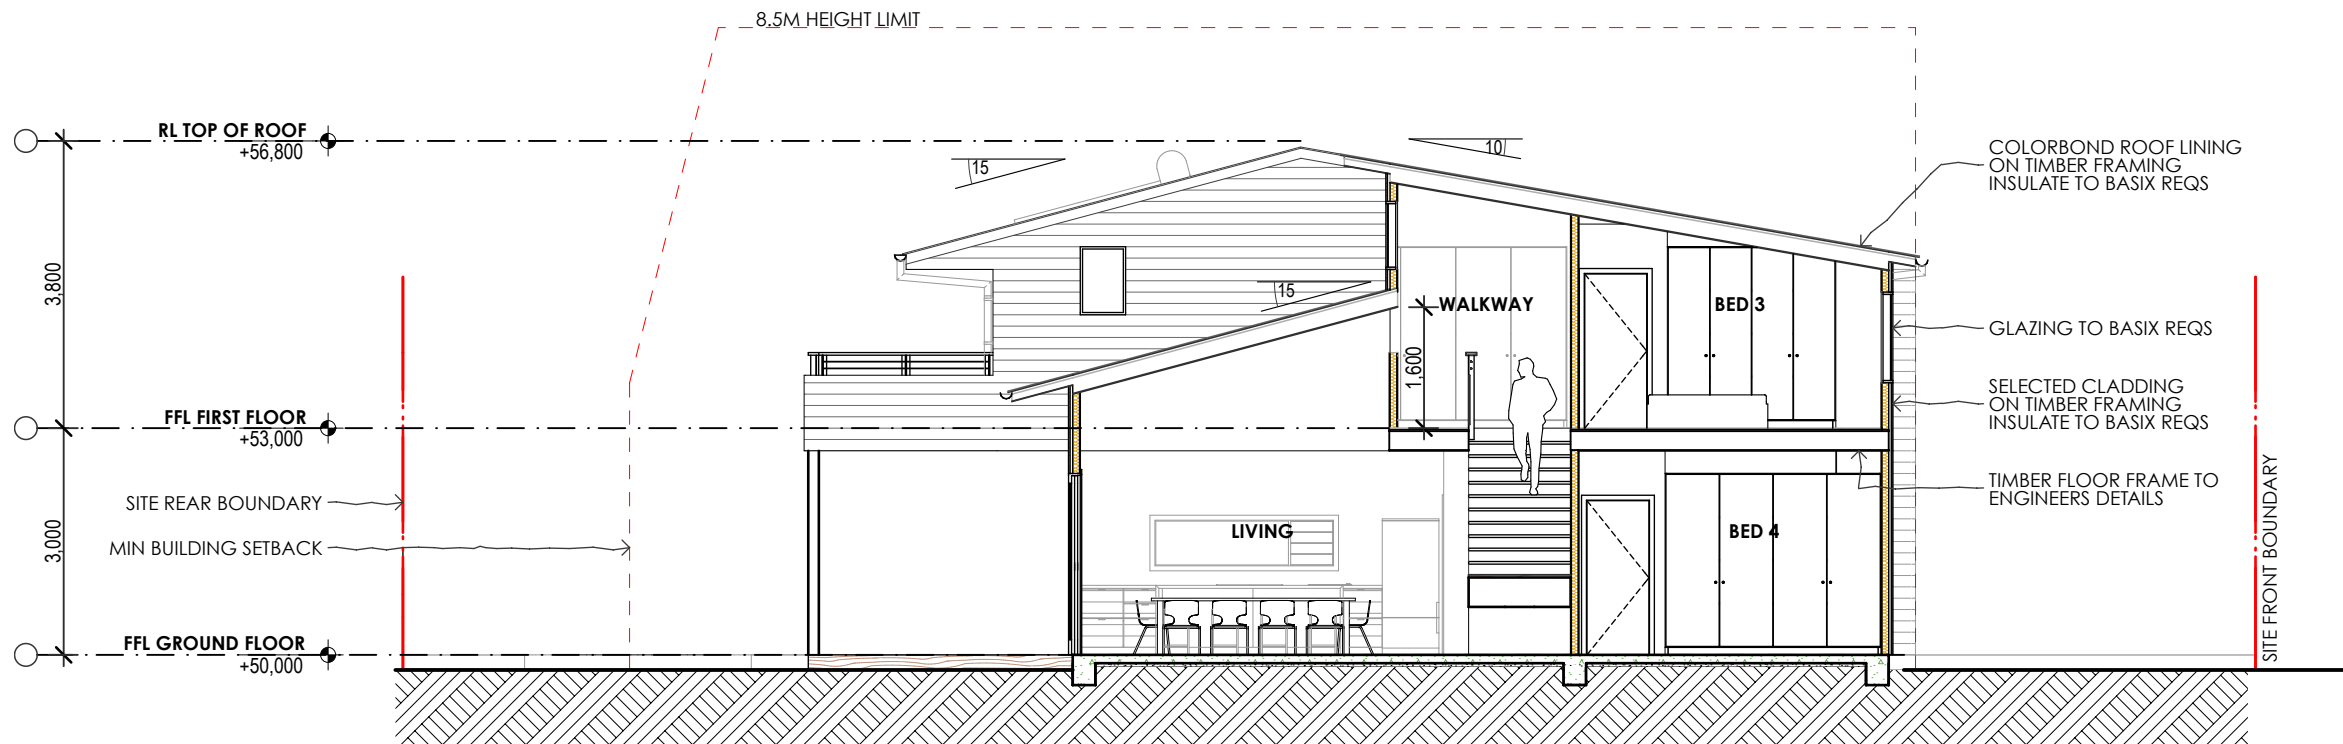 8.5M HEIGHT LIMIT
RL TOP OF ROOF
+56,800
15
10
COLORBOND ROOF LINING
ON TIMBER FRAMING
INSULATE TO BASIX REQS
3,800
15
WALKWAY
BED 3
GLAZING TO BASIX REQS
1,600
SELECTED CLADDING
ON TIMBER FRAMING
INSULATE TO BASIX REQS
FFL FIRST FLOOR
+53,000
SITE REAR BOUNDARY
TIMBER FLOOR FRAME TO
ENGINEERS DETAILS
3,000
MIN BUILDING SETBACK
LIVING
BED 4
SITE FRONT BOUNDARY
FFL GROUND FLOOR
+50,000